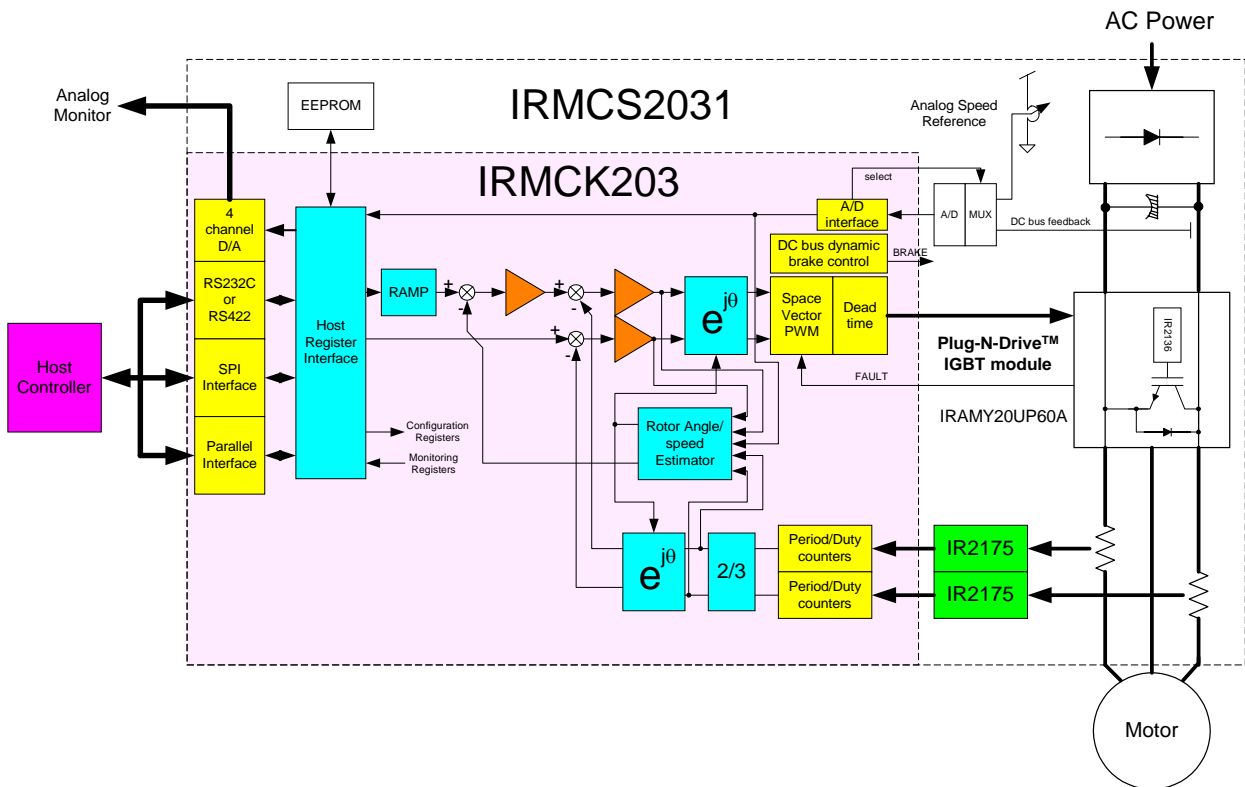 AC Power
Analog
Monitor
EEPROM
IRMCS2031
Analog Speed
Reference
IRMCK203
select
4
channel
D/A
A/D
interface
A/D
MUX
DC bus feedback
DC bus dynamic
brake control
BRAKE
RS232C
or
RS422
RAMP
+
-
+
-
+
-
Host
Register
Interface
e^jθ
Space
Vector
PWM
Dead
time
IR2136
Plug-N-Drive™
IGBT module
FAULT
IRAMY20UP60A
Host
Controller
SPI
Interface
Parallel
Interface
Configuration
Registers
Monitoring
Registers
Rotor Angle/
speed
Estimator
e^jθ
2/3
Period/Duty
counters
IR2175
Period/Duty
counters
IR2175
Motor